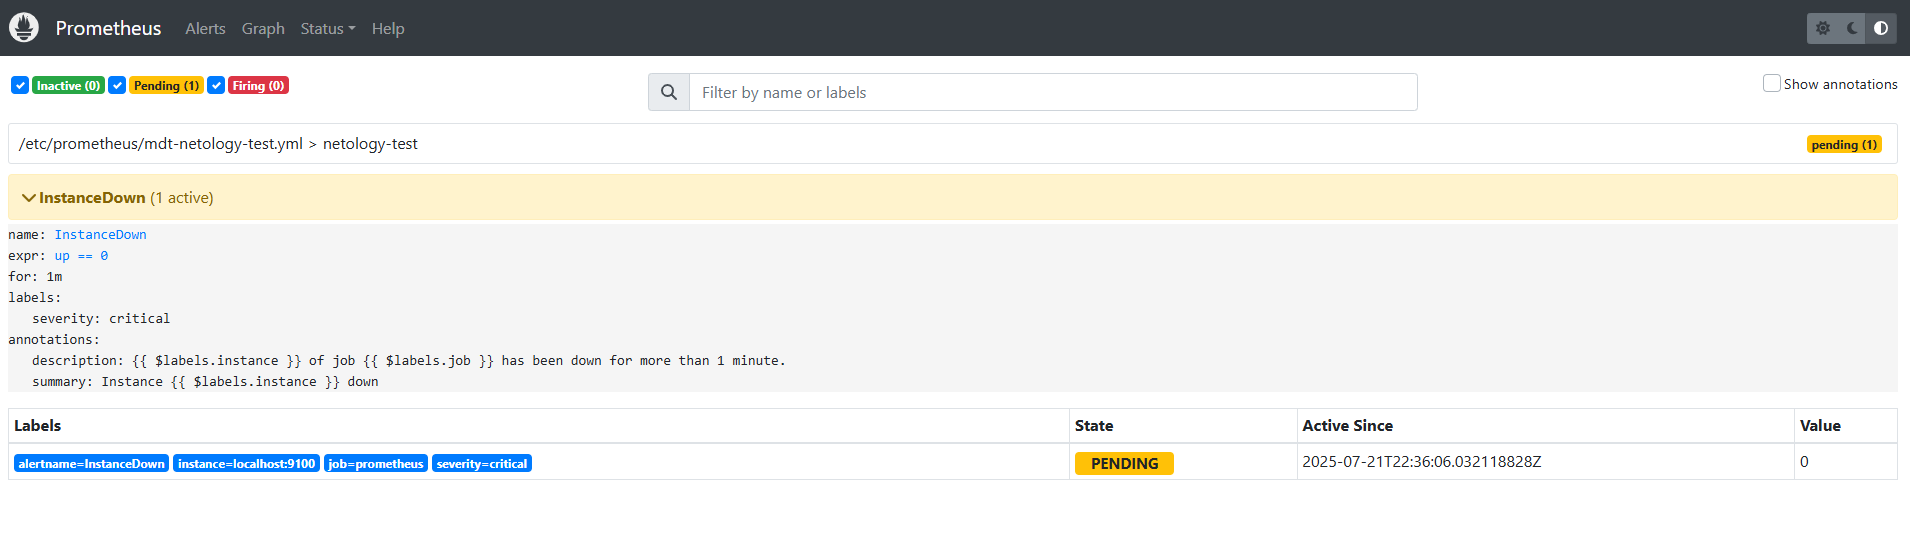 Prometheus Alerts Graph Status Help
Inactive (0) Pending (1) Firing (0) Filter by name or labels Show annotations
/etc/prometheus/mdt-netology-test.yml > netology-test pending (1)
InstanceDown (1 active)
name: InstanceDown
expr: up == 0
for: 1m
labels:
severity: critical
annotations:
description: {{ $labels.instance }} of job {{ $labels.job }} has been down for more than 1 minute.
summary: Instance {{ $labels.instance }} down
Labels State Active Since Value
alertname=InstanceDown instance=localhost:9100 job=prometheus severity=critical PENDING 2025-07-21T22:36:06.032118828Z 0